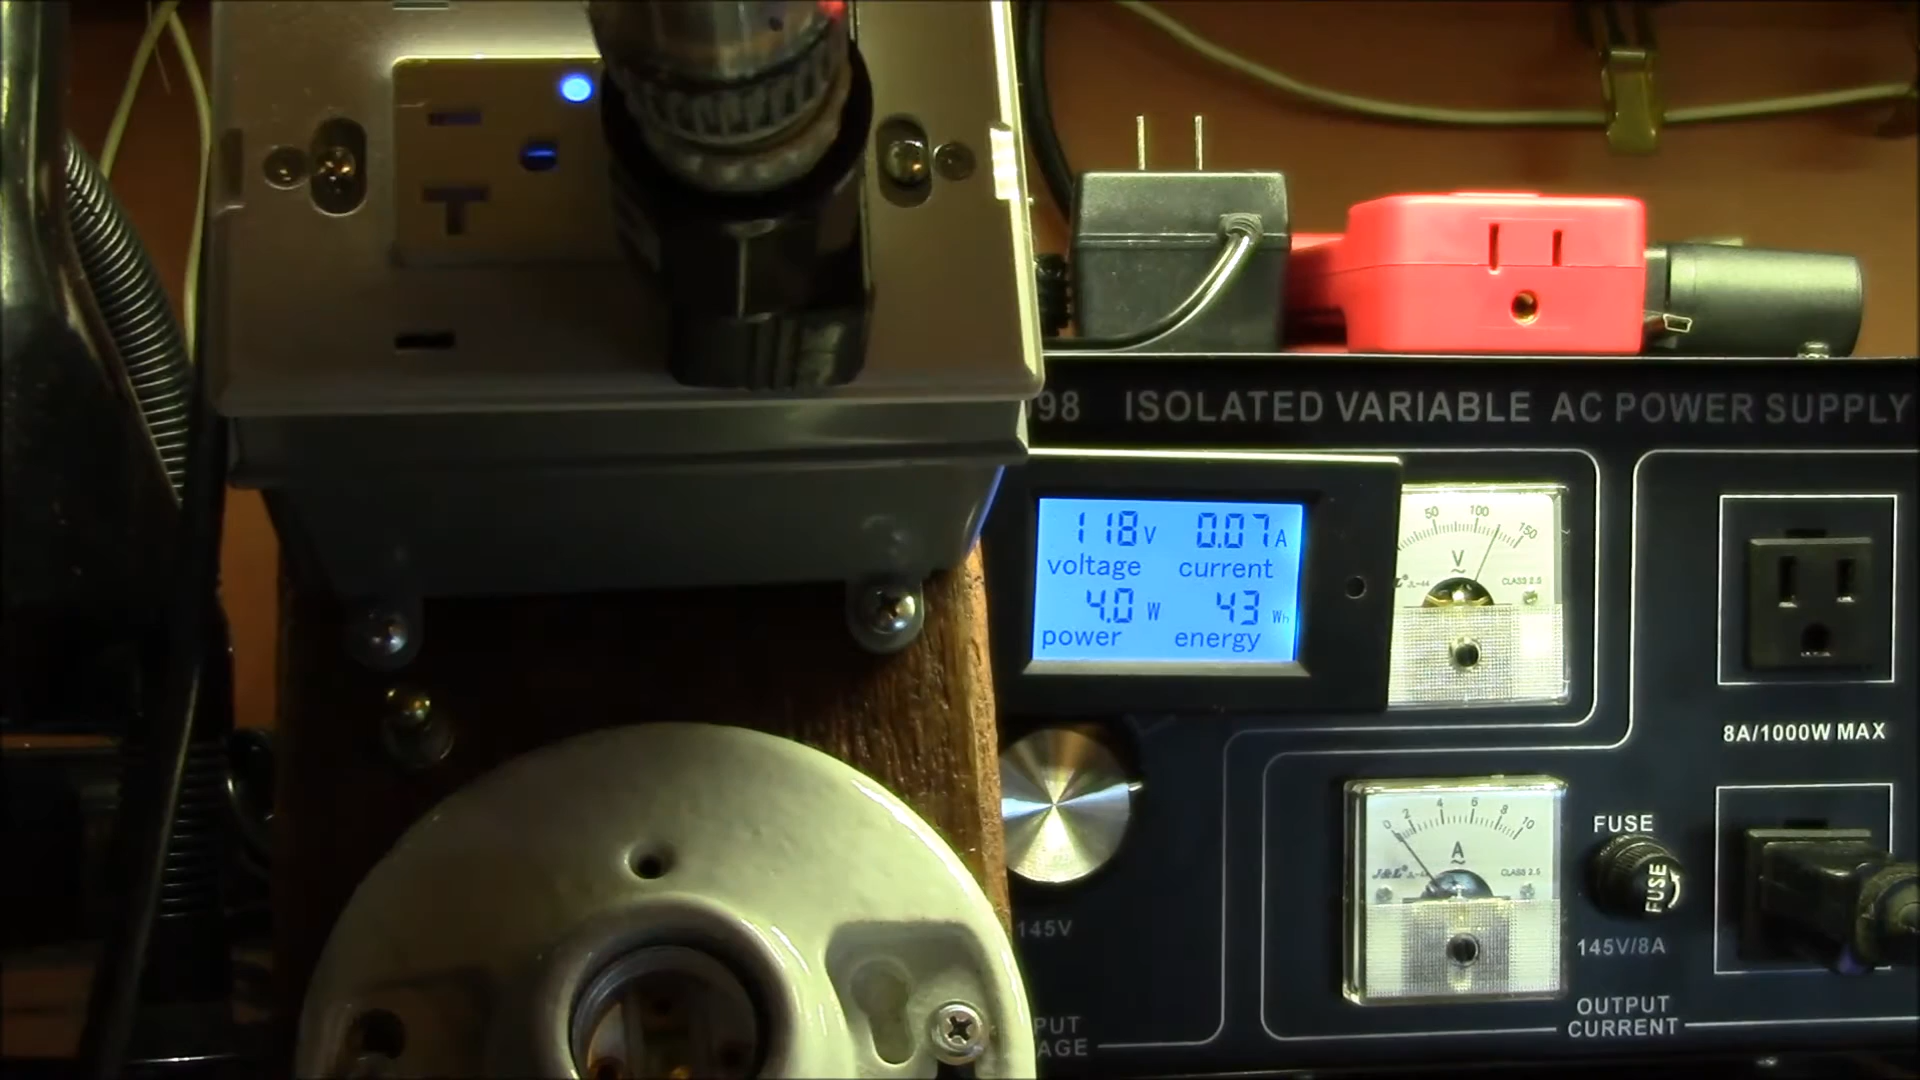 98 ISOLATED VARIABLE AC POWER SUPPLY
118 V 0.07 A
voltage current
4.0 W 43 Wh
power energy
50 100 150
V
CLASS 2.5
8A/1000W MAX
0 2 4 6 8 10
A
J&L JL-44 CLASS 2.5
FUSE
FUSE
145V/8A
145V
OUTPUT
CURRENT
PUT
AGE